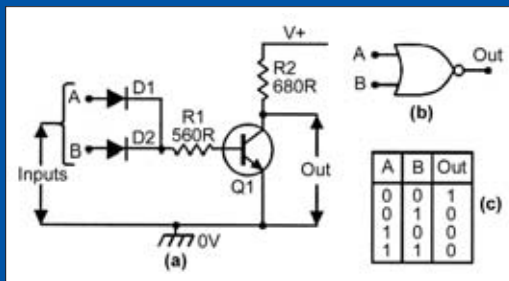 V+
R2
680R
A
D1
R1
560R
B
D2
Inputs
Q1
Out
0V
(a)
A
B
Out
(b)
A B Out
0 0 1
0 1 0
1 0 0
1 1 0
(c)